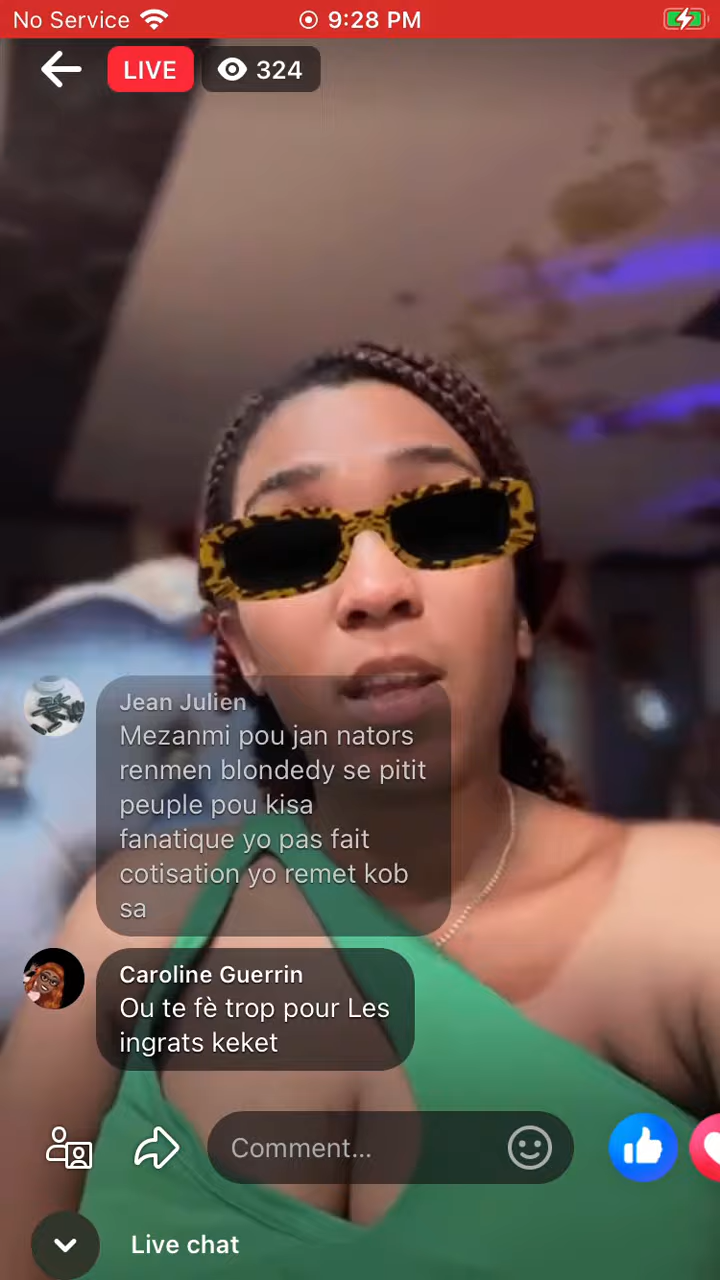 No Service
9:28 PM
LIVE
324
Jean Julien
Mezanmi pou jan nators
renmen blondedy se pitit
peuple pou kisa
fanatique yo pas fait
cotisation yo remet kob
sa
Caroline Guerrin
Ou te fè trop pour Les
ingrats keket
Comment...
Live chat